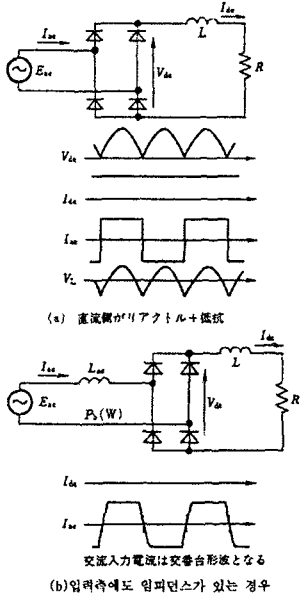 Idc
L
Iac
Eac
Vdc
R
Vdc
Idc
Iac
VL
(a) 直流側がリアクトル+抵抗
Idc
L
Iac
Lac
Eac
Vdc
R
P3(W)
Idc
Iac
交流入力電流は交番台形波となる
(b)입력측에도 임피던스가 있는 경우